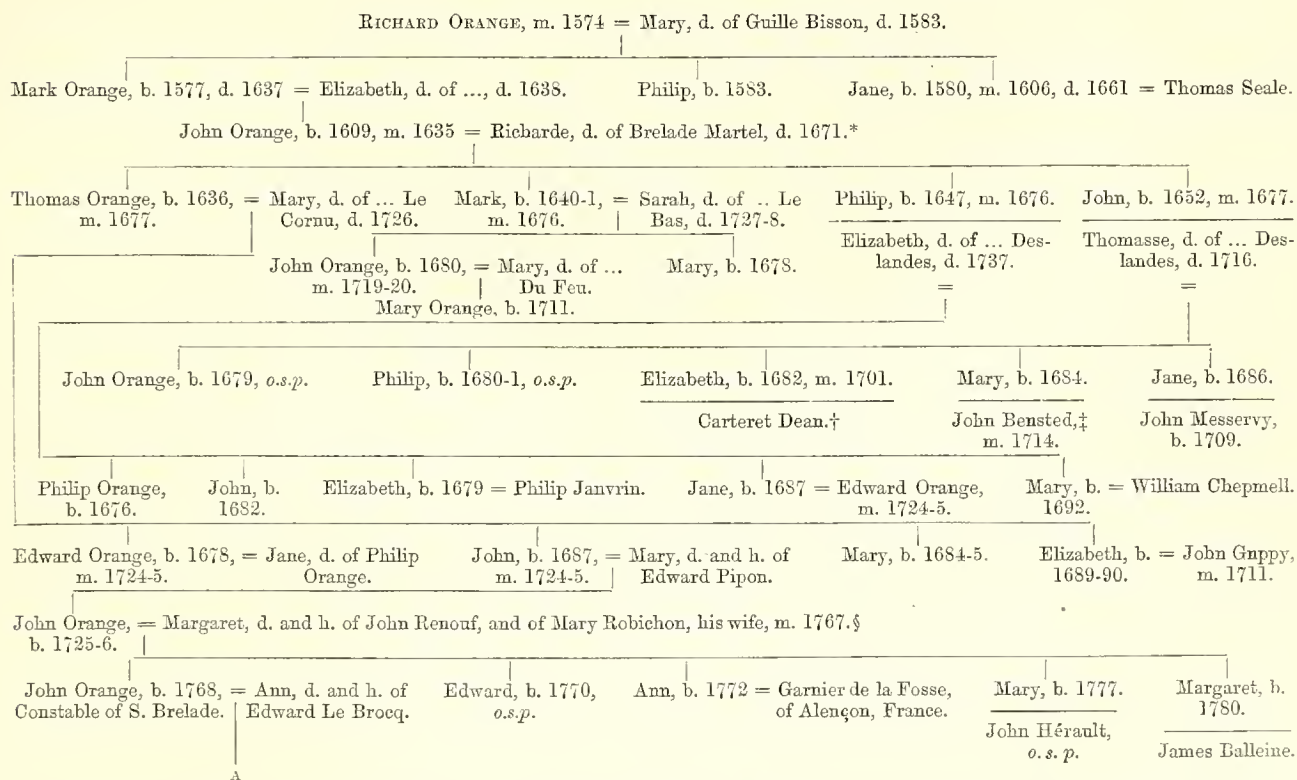 RICHARD ORANGE, m. 1574 = Mary, d. of Guille Bisson, d. 1583.
Mark Orange, b. 1577, d. 1637 = Elizabeth, d. of ..., d. 1638. Philip, b. 1583. Jane, b. 1580, m. 1606, d. 1661 = Thomas Seale.
John Orange, b. 1609, m. 1635 = Richarde, d. of Brelade Martel, d. 1671.*
Thomas Orange, b. 1636, = Mary, d. of ... Le Mark, b. 1640-1, = Sarah, d. of .. Le Philip, b. 1647, m. 1676. John, b. 1652, m. 1677.
m. 1677. Cornu, d. 1726. m. 1676. Bas, d. 1727-8. Elizabeth, d. of ... Des- Thomasse, d. of ... Des-
John Orange, b. 1680, = Mary, d. of ... Mary, b. 1678. landes, d. 1737. landes, d. 1716.
m. 1719-20. Du Feu. = =
Mary Orange, b. 1711.
John Orange, b. 1679, o.s.p. Philip, b. 1680-1, o.s.p. Elizabeth, b. 1682, m. 1701. Mary, b. 1684. Jane, b. 1686.
Carteret Dean.† John Bensted,‡ John Messervy,
m. 1714. b. 1709.
Philip Orange, John, b. Elizabeth, b. 1679 = Philip Janvrin. Jane, b. 1687 = Edward Orange, Mary, b. = William Chepmell.
b. 1676. 1682. m. 1724-5. 1692.
Edward Orange, b. 1678, = Jane, d. of Philip John, b. 1687, = Mary, d. and h. of Mary, b. 1684-5. Elizabeth, b. = John Guppy,
m. 1724-5. Orange. m. 1724-5. Edward Pipon. 1689-90. m. 1711.
John Orange, = Margaret, d. and h. of John Renouf, and of Mary Robichon, his wife, m. 1767.§
b. 1725-6.
John Orange, b. 1768, = Ann, d. and h. of Edward, b. 1770, Ann, b. 1772 = Garnier de la Fosse, Mary, b. 1777. Margaret, b.
Constable of S. Brelade. Edward Le Brocq. o.s.p. of Alençon, France. John Hérault, 1780.
o. s. p. James Balleine.
A